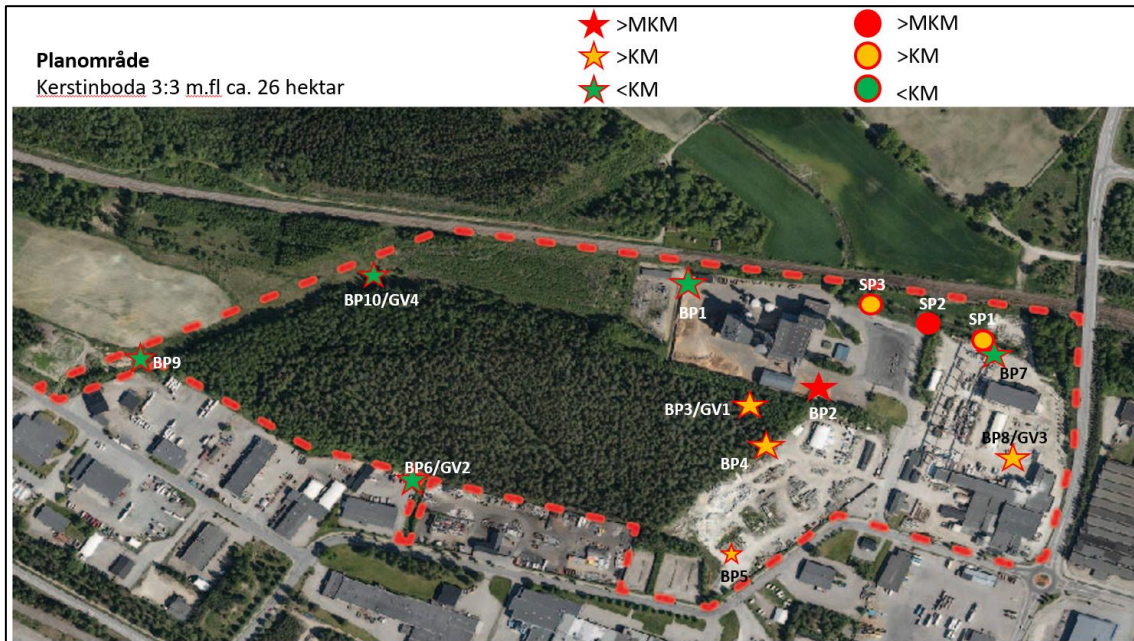 Planområde
Kerstinboda 3:3 m.fl ca. 26 hektar
>MKM
>KM
<KM
>MKM
>KM
<KM
BP10/GV4
BP1
SP3
SP2
SP1
BP9
BP7
BP3/GV1
BP2
BP4
BP8/GV3
BP6/GV2
BP5